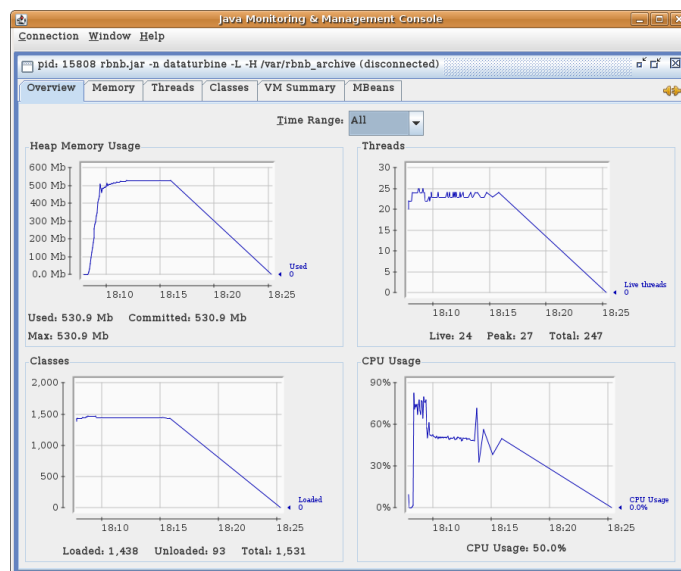 Java Monitoring & Management Console
Connection Window Help
pid: 15808 rbnb.jar -n dataturbine -L -H /var/rbnb_archive (disconnected)
Overview Memory Threads Classes VM Summary MBeans
Time Range: All
Heap Memory Usage
600 Mb
500 Mb
400 Mb
300 Mb
200 Mb
100 Mb
0.0 Mb
Used
0
18:10 18:15 18:20 18:25
Used: 530.9 Mb Committed: 530.9 Mb
Max: 530.9 Mb
Threads
30
25
20
15
10
5
0
Live threads
0
18:10 18:15 18:20 18:25
Live: 24 Peak: 27 Total: 247
Classes
2,000
1,500
1,000
500
0
Loaded
0
18:10 18:15 18:20 18:25
Loaded: 1,438 Unloaded: 93 Total: 1,531
CPU Usage
90%
60%
30%
0%
CPU Usage
0.0%
18:10 18:15 18:20 18:25
CPU Usage: 50.0%